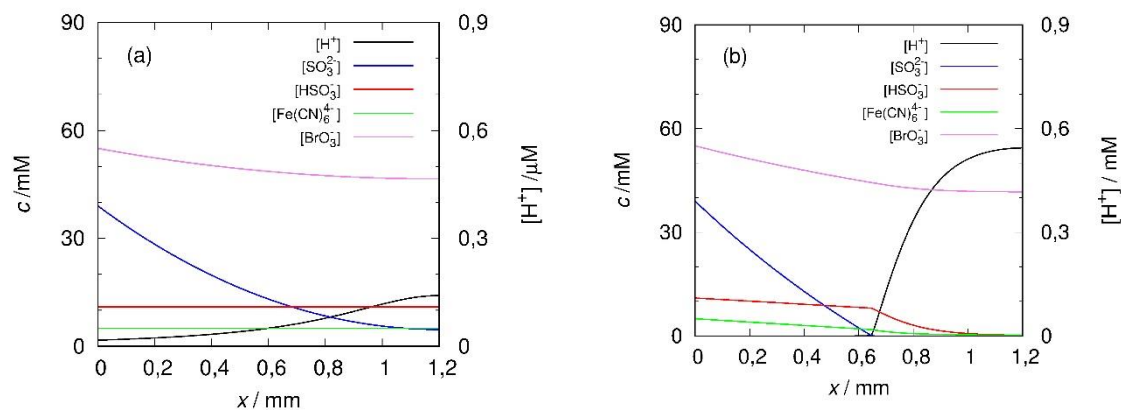 (a)
[H⁺]
[SO₃²⁻]
[HSO₃⁻]
[Fe(CN)₆⁴⁻]
[BrO₃⁻]
90
60
30
0
c /mM
0,9
0,6
0,3
0
[H⁺] /µM
0 0,2 0,4 0,6 0,8 1 1,2
x / mm
(b)
[H⁺]
[SO₃²⁻]
[HSO₃⁻]
[Fe(CN)₆⁴⁻]
[BrO₃⁻]
90
60
30
0
c /mM
0,9
0,6
0,3
0
[H⁺] / mM
0 0,2 0,4 0,6 0,8 1 1,2
x / mm